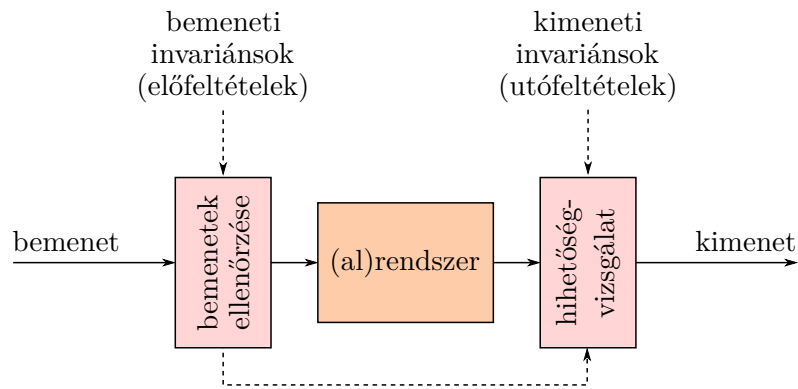 bemeneti
invariánsok
(előfeltételek)
kimeneti
invariánsok
(utófeltételek)
bemenet
bemenetek
ellenőrzése
(al)rendszer
hihetőség-
vizsgálat
kimenet